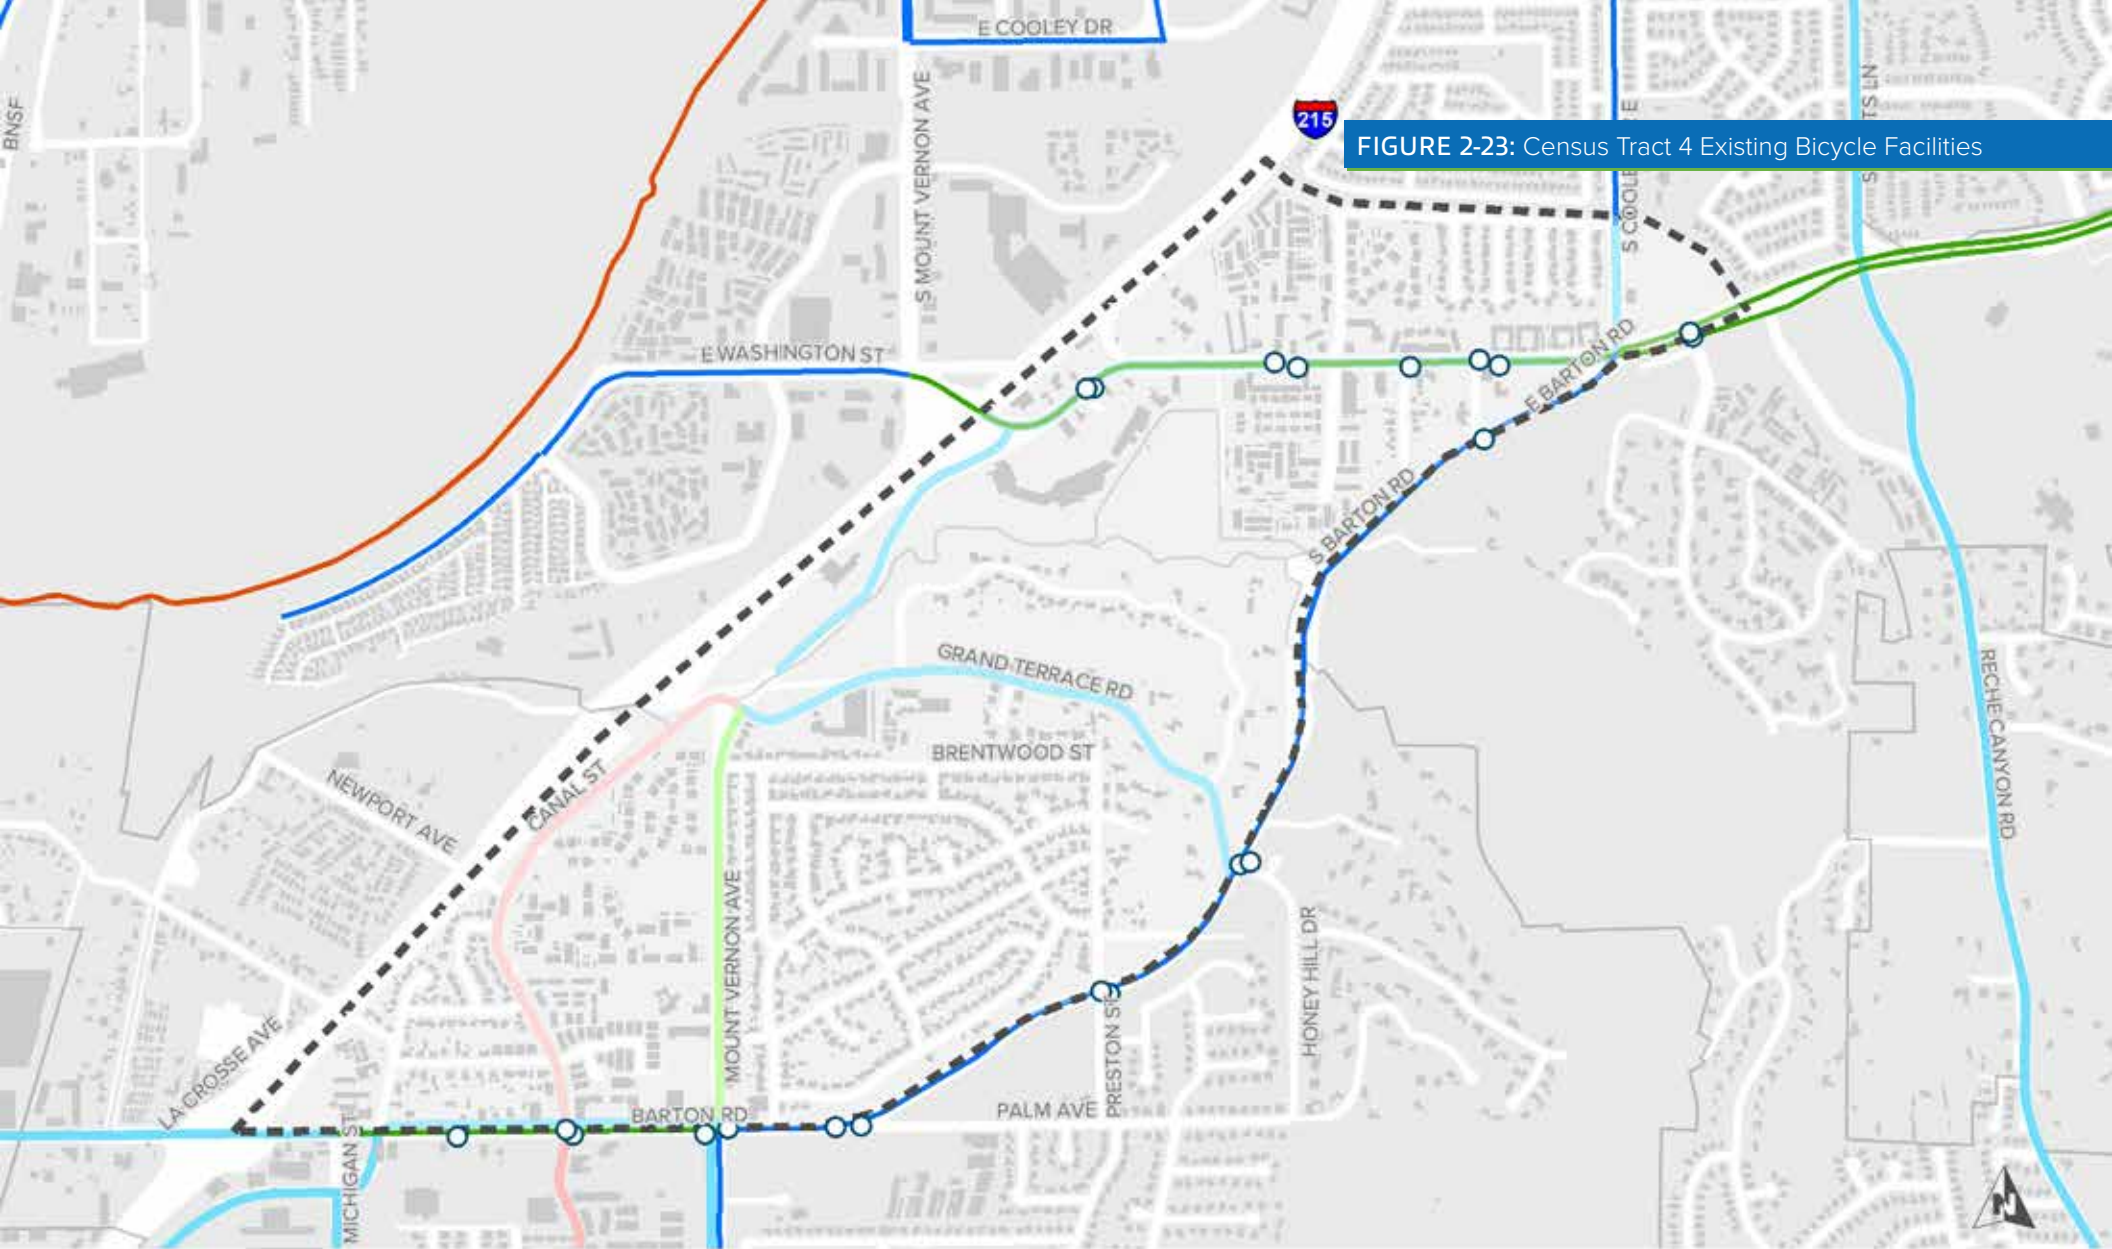 E COOLEY DR
BNSF
S MOUNT VERNON AVE
215
FIGURE 2-23: Census Tract 4 Existing Bicycle Facilities
E WASHINGTON ST
E BARTON RD
S BARTON RD
GRAND TERRACE RD
BRENTWOOD ST
RECHE CANYON RD
NEWPORT AVE
CANAL ST
MOUNT VERNON AVE
HONEY HILL DR
LA CROSSE AVE
PRESTON ST
BARTON RD
PALM AVE
MICHIGAN ST
N